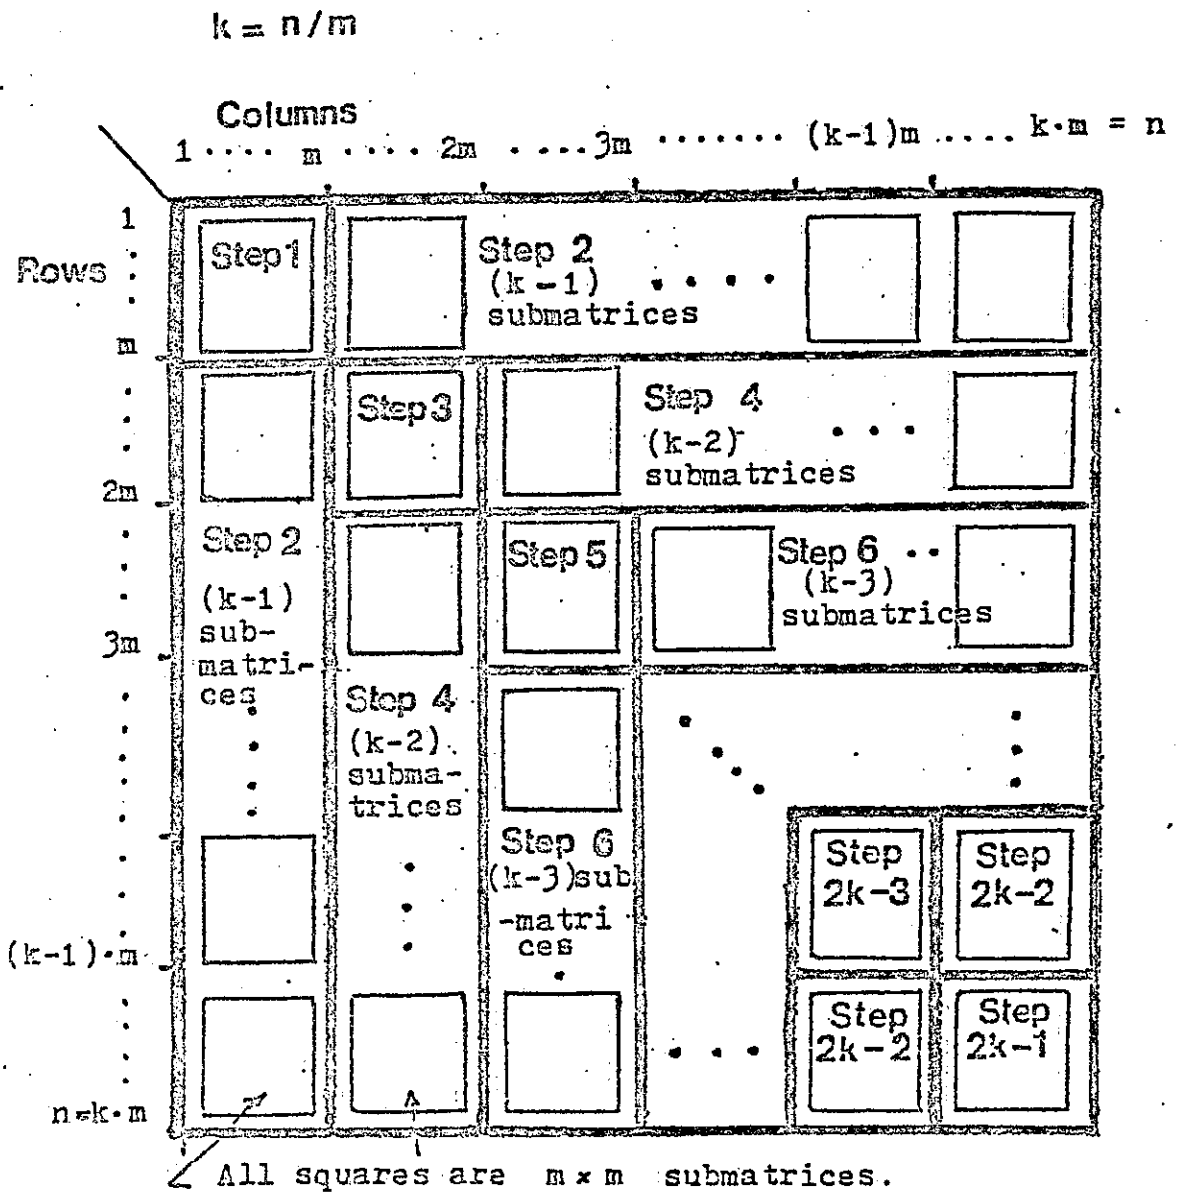 k = n/m
Columns
1 .... m .... 2m .... 3m ....... (k-1)m ..... k·m = n
Rows
1
m
2m
3m
(k-1)·m
n=k·m
Step 1
Step 2
(k-1)
submatrices
Step 3
Step 4
(k-2)
submatrices
Step 2
(k-1)
sub-
matri-
ces
Step 5
Step 6
(k-3)
submatrices
Step 4
(k-2)
subma-
trices
Step 6
(k-3)sub
-matri
ces
Step
2k-3
Step
2k-2
Step
2k-2
Step
2k-1
All squares are m×m submatrices.